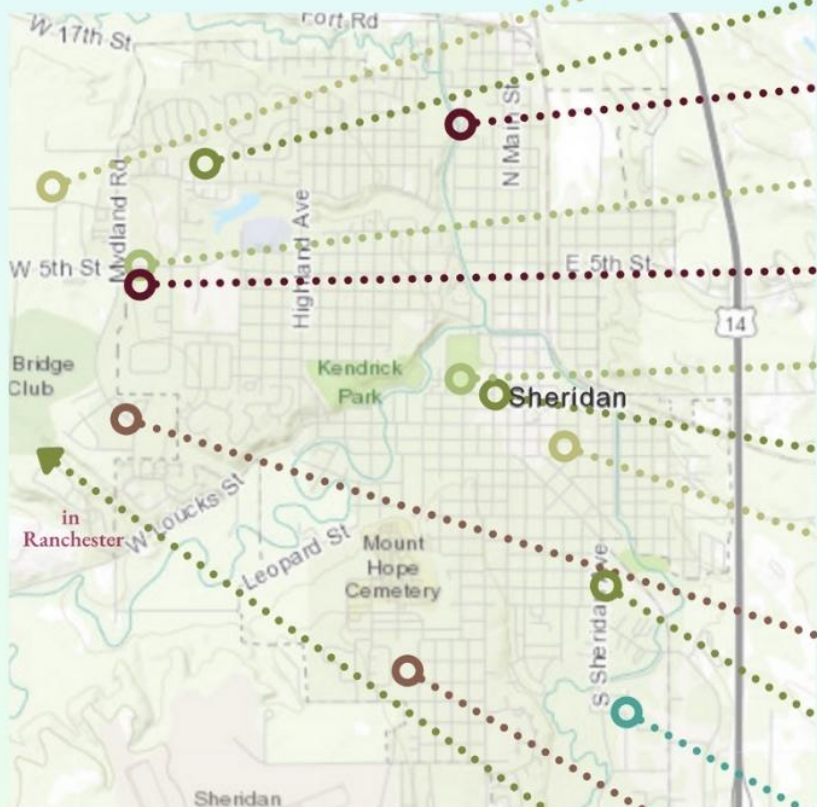 Fort Rd
W 17th St
N Main St
Mydland Rd
Highland Ave
W 5th St
E 5th St
14
Bridge
Club
Kendrick
Park
Sheridan
in
Ranchester
W Loucks St
Leopard St
Mount
Hope
Cemetery
S Sheridan Ave
Sheridan